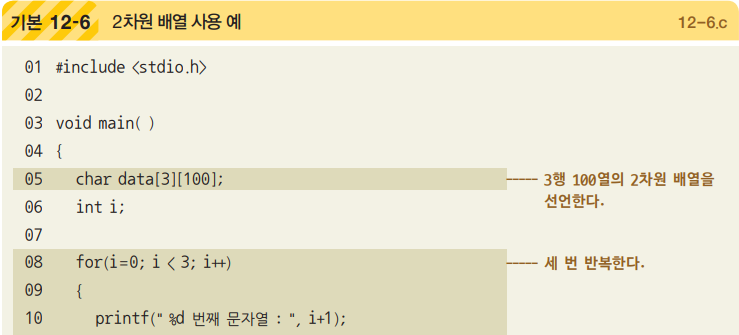 기본 12-6 2차원 배열 사용 예 12-6.c
01 #include <stdio.h>
02
03 void main( )
04 {
05 char data[3][100]; 3행 100열의 2차원 배열을
선언한다.
06 int i;
07
08 for(i=0; i < 3; i++) 세 번 반복한다.
09 {
10 printf(" %d 번째 문자열 : ", i+1);